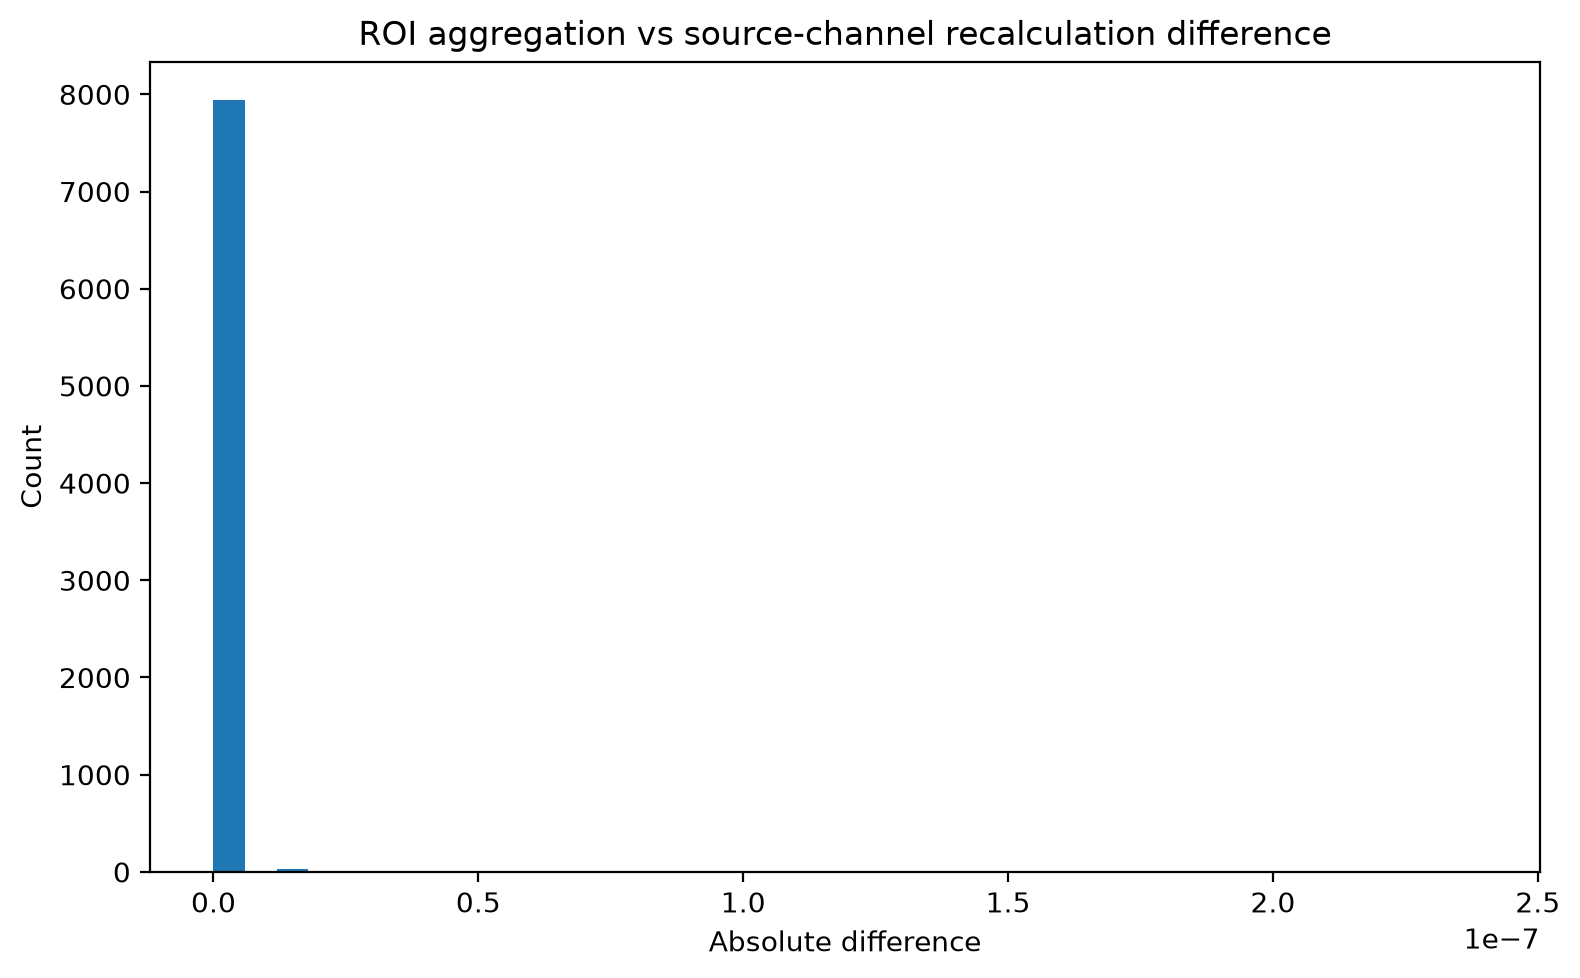 ROI aggregation vs source-channel recalculation difference
8000
7000
6000
5000
4000
3000
2000
1000
0
Count
0.0 0.5 1.0 1.5 2.0 2.5
1e−7
Absolute difference